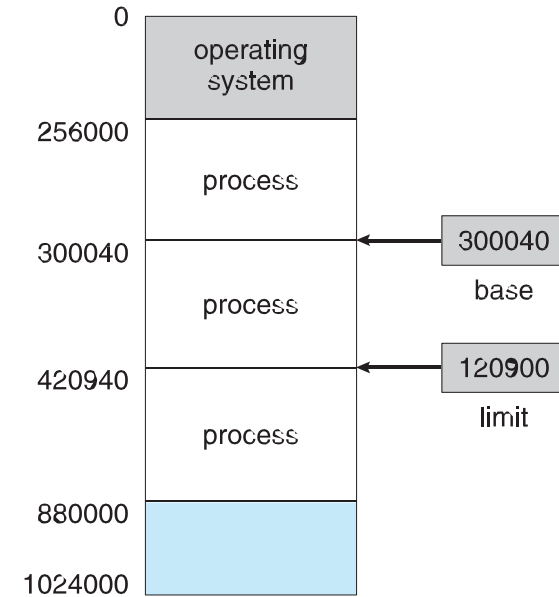 0
operating
system
256000
process
300040
300040
base
process
420940
120900
limit
process
880000
1024000